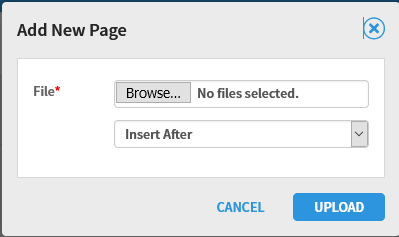 Add New Page
File* Browse... No files selected.
Insert After
CANCEL UPLOAD